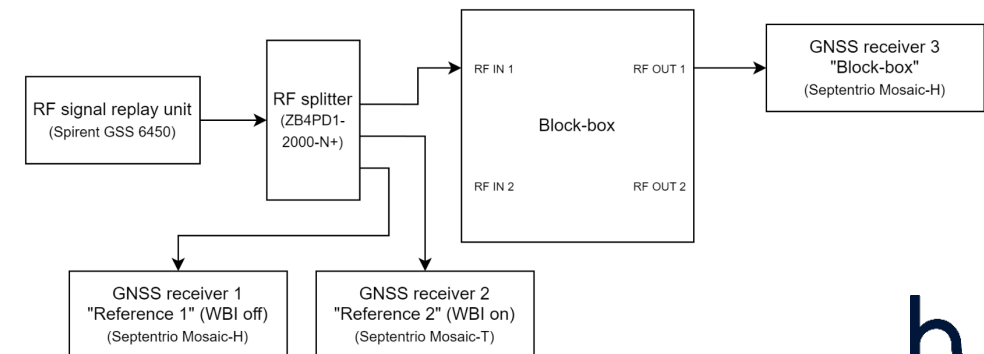 RF signal replay unit
(Spirent GSS 6450)
RF splitter
(ZB4PD1-
2000-N+)
RF IN 1
RF OUT 1
Block-box
RF IN 2
RF OUT 2
GNSS receiver 3
"Block-box"
(Septentrio Mosaic-H)
GNSS receiver 1
"Reference 1" (WBI off)
(Septentrio Mosaic-H)
GNSS receiver 2
"Reference 2" (WBI on)
(Septentrio Mosaic-T)
h